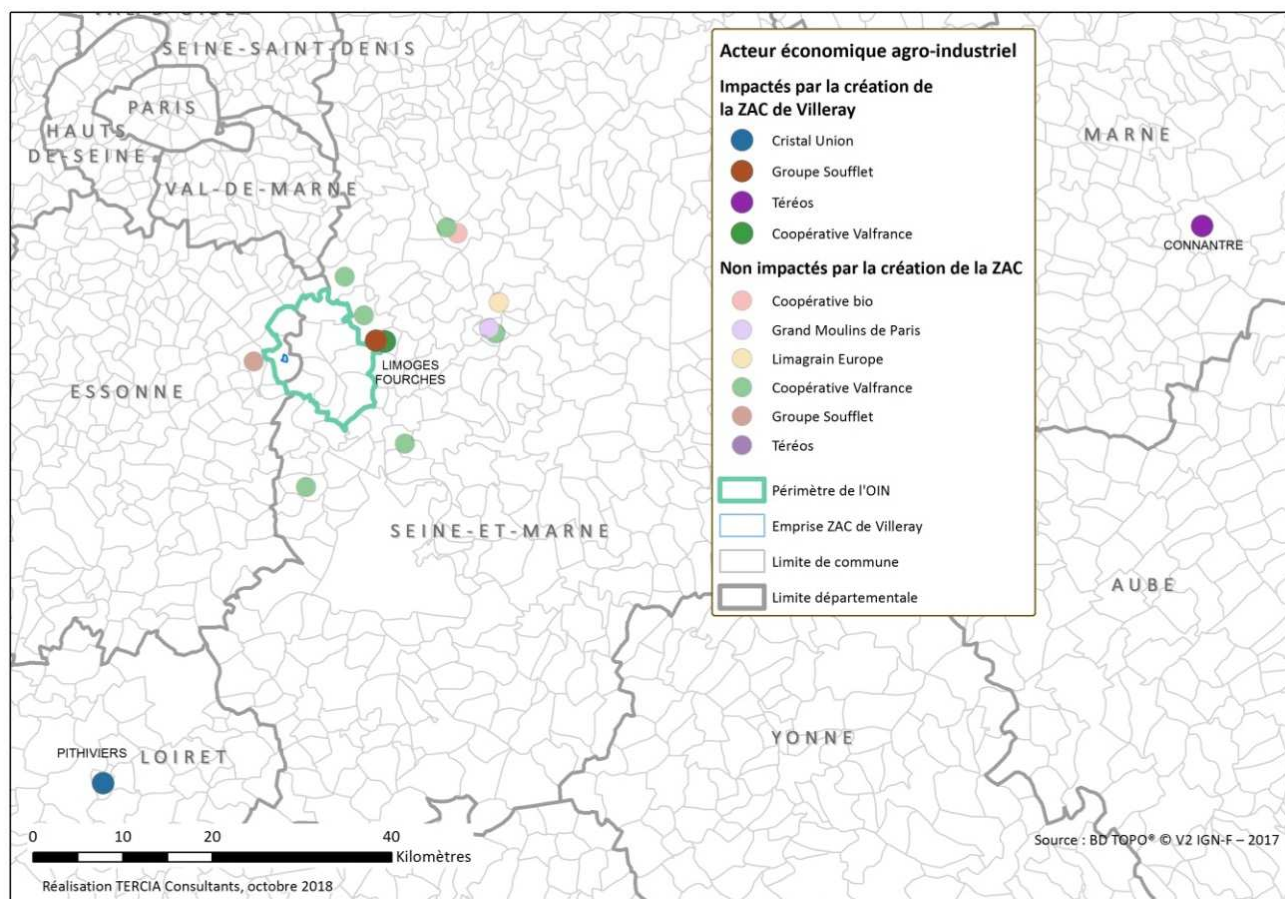 SEINE-SAINT-DENIS
PARIS
HAUTS
DE-SEINE
VAL-DE-MARNE
ESSONNE
LIMOGES
FOURCHES
SEINE-ET-MARNE
PITHIVIERS
LOIRET
YONNE
AUBE
MARNE
CONNANTRE
Acteur économique agro-industriel
Impactés par la création de
la ZAC de Villeray
Cristal Union
Groupe Soufflet
Téréos
Coopérative Valfrance
Non impactés par la création de la ZAC
Coopérative bio
Grand Moulins de Paris
Limagrain Europe
Coopérative Valfrance
Groupe Soufflet
Téréos
Périmètre de l'OIN
Emprise ZAC de Villeray
Limite de commune
Limite départementale
0 10 20 40
Kilomètres
Réalisation TERCIA Consultants, octobre 2018
Source : BD TOPO® © V2 IGN-F – 2017